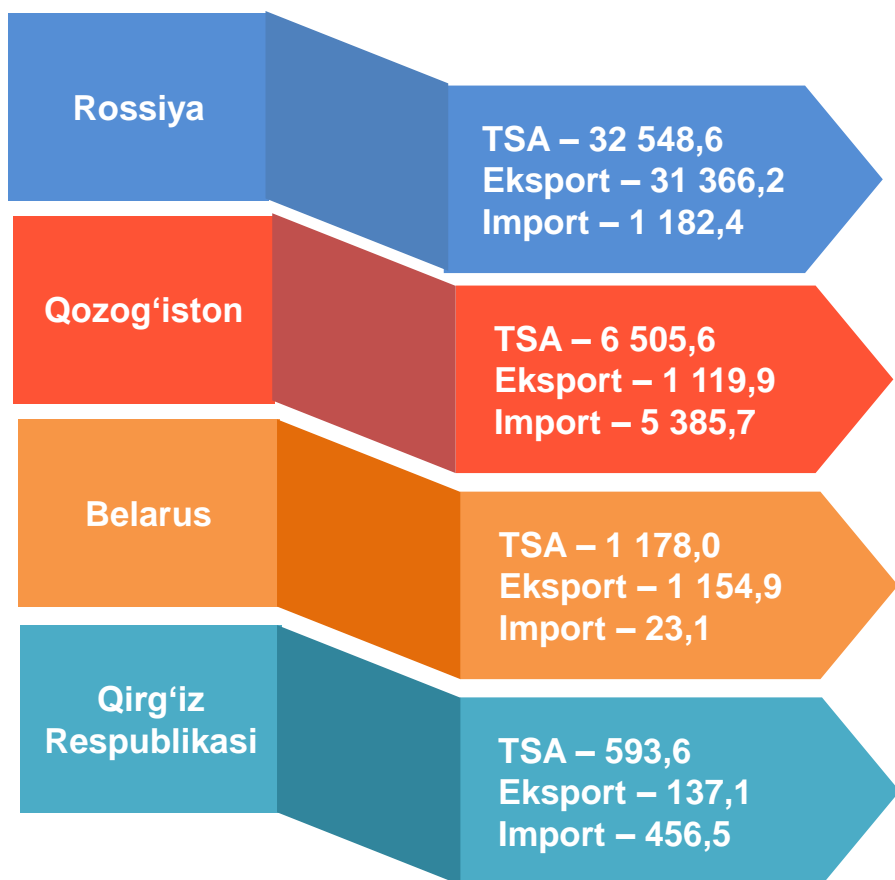 Rossiya
TSA – 32 548,6
Eksport – 31 366,2
Import – 1 182,4
Qozog‘iston
TSA – 6 505,6
Eksport – 1 119,9
Import – 5 385,7
Belarus
TSA – 1 178,0
Eksport – 1 154,9
Import – 23,1
Qirg‘iz
Respublikasi
TSA – 593,6
Eksport – 137,1
Import – 456,5